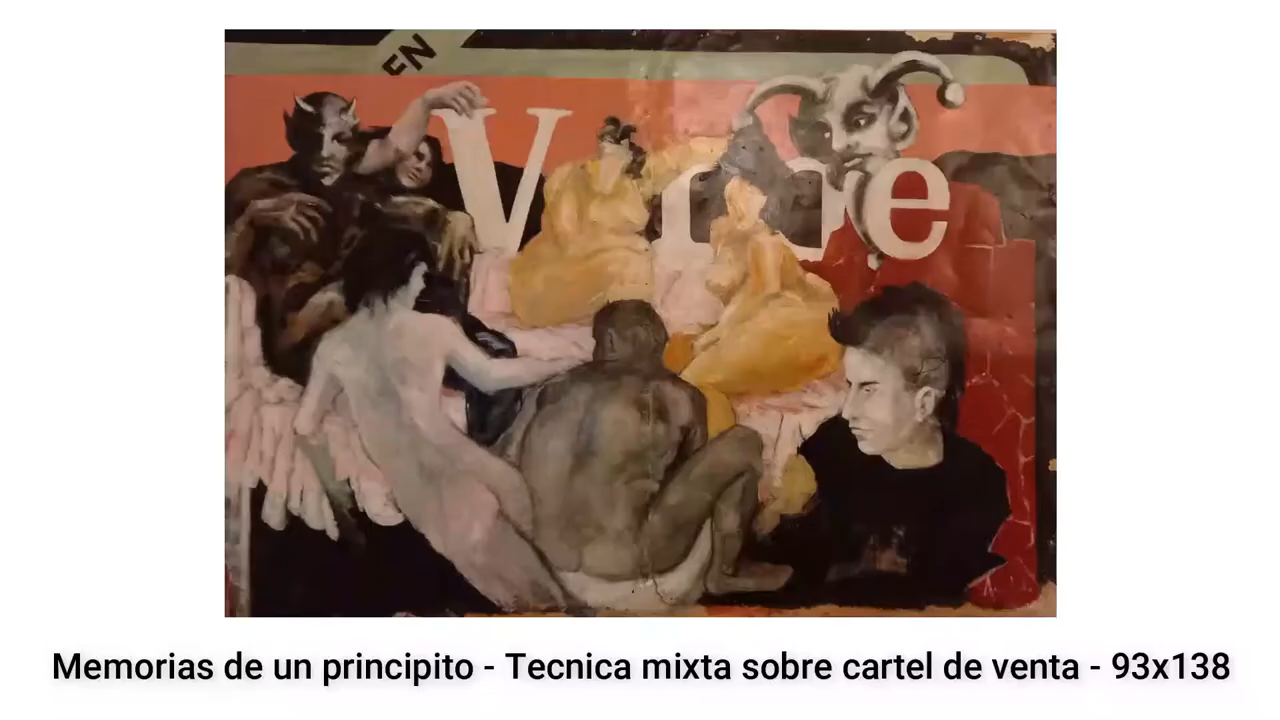 EN
Memorias de un principito - Tecnica mixta sobre cartel de venta - 93x138